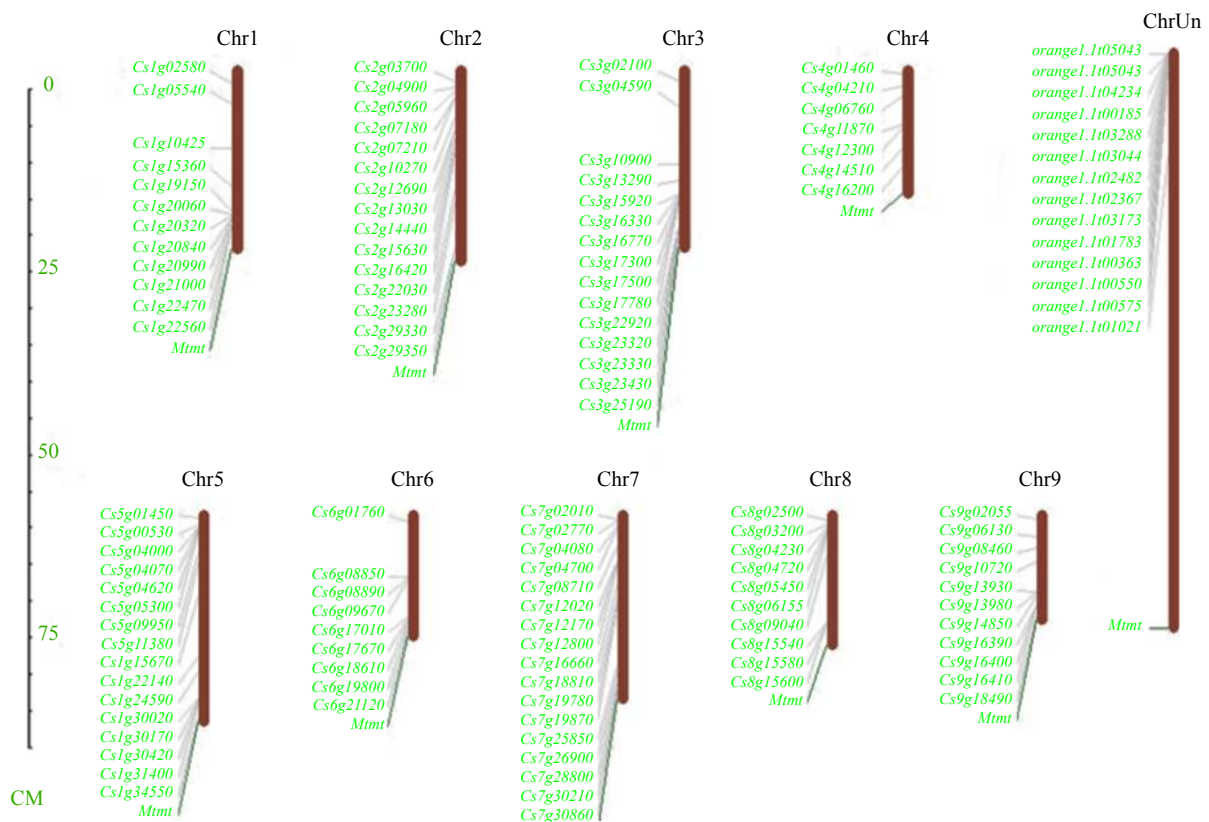 Chr1
Cs1g02580
Cs1g05540
Cs1g10425
Cs1g15360
Cs1g19150
Cs1g20060
Cs1g20320
Cs1g20840
Cs1g20990
Cs1g21000
Cs1g22470
Cs1g22560
Mtmt
Chr2
Cs2g03700
Cs2g04900
Cs2g05960
Cs2g07180
Cs2g07210
Cs2g10270
Cs2g12690
Cs2g13030
Cs2g14440
Cs2g15630
Cs2g16420
Cs2g22030
Cs2g23280
Cs2g29330
Cs2g29350
Mtmt
Chr3
Cs3g02100
Cs3g04590
Cs3g10900
Cs3g13290
Cs3g15920
Cs3g16330
Cs3g16770
Cs3g17300
Cs3g17500
Cs3g17780
Cs3g22920
Cs3g23320
Cs3g23330
Cs3g23430
Cs3g25190
Mtmt
Chr4
Cs4g01460
Cs4g04210
Cs4g06760
Cs4g11870
Cs4g12300
Cs4g14510
Cs4g16200
Mtmt
ChrUn
orange1.1t05043
orange1.1t05043
orange1.1t04234
orange1.1t00185
orange1.1t03288
orange1.1t03044
orange1.1t02482
orange1.1t02367
orange1.1t03173
orange1.1t01783
orange1.1t00363
orange1.1t00550
orange1.1t00575
orange1.1t01021
Mtmt
0
25
50
75
CM
Chr5
Cs5g01450
Cs5g00530
Cs5g04000
Cs5g04070
Cs5g04620
Cs5g05300
Cs5g09950
Cs5g11380
Cs1g15670
Cs1g22140
Cs1g24590
Cs1g30020
Cs1g30170
Cs1g30420
Cs1g31400
Cs1g34550
Mtmt
Chr6
Cs6g01760
Cs6g08850
Cs6g08890
Cs6g09670
Cs6g17010
Cs6g17670
Cs6g18610
Cs6g19800
Cs6g21120
Mtmt
Chr7
Cs7g02010
Cs7g02770
Cs7g04080
Cs7g04700
Cs7g08710
Cs7g12020
Cs7g12170
Cs7g12800
Cs7g16660
Cs7g18810
Cs7g19780
Cs7g19870
Cs7g25850
Cs7g26900
Cs7g28800
Cs7g30210
Cs7g30860
Chr8
Cs8g02500
Cs8g03200
Cs8g04230
Cs8g04720
Cs8g05450
Cs8g06155
Cs8g09040
Cs8g15540
Cs8g15580
Cs8g15600
Mtmt
Chr9
Cs9g02055
Cs9g06130
Cs9g08460
Cs9g10720
Cs9g13930
Cs9g13980
Cs9g14850
Cs9g16390
Cs9g16400
Cs9g16410
Cs9g18490
Mtmt